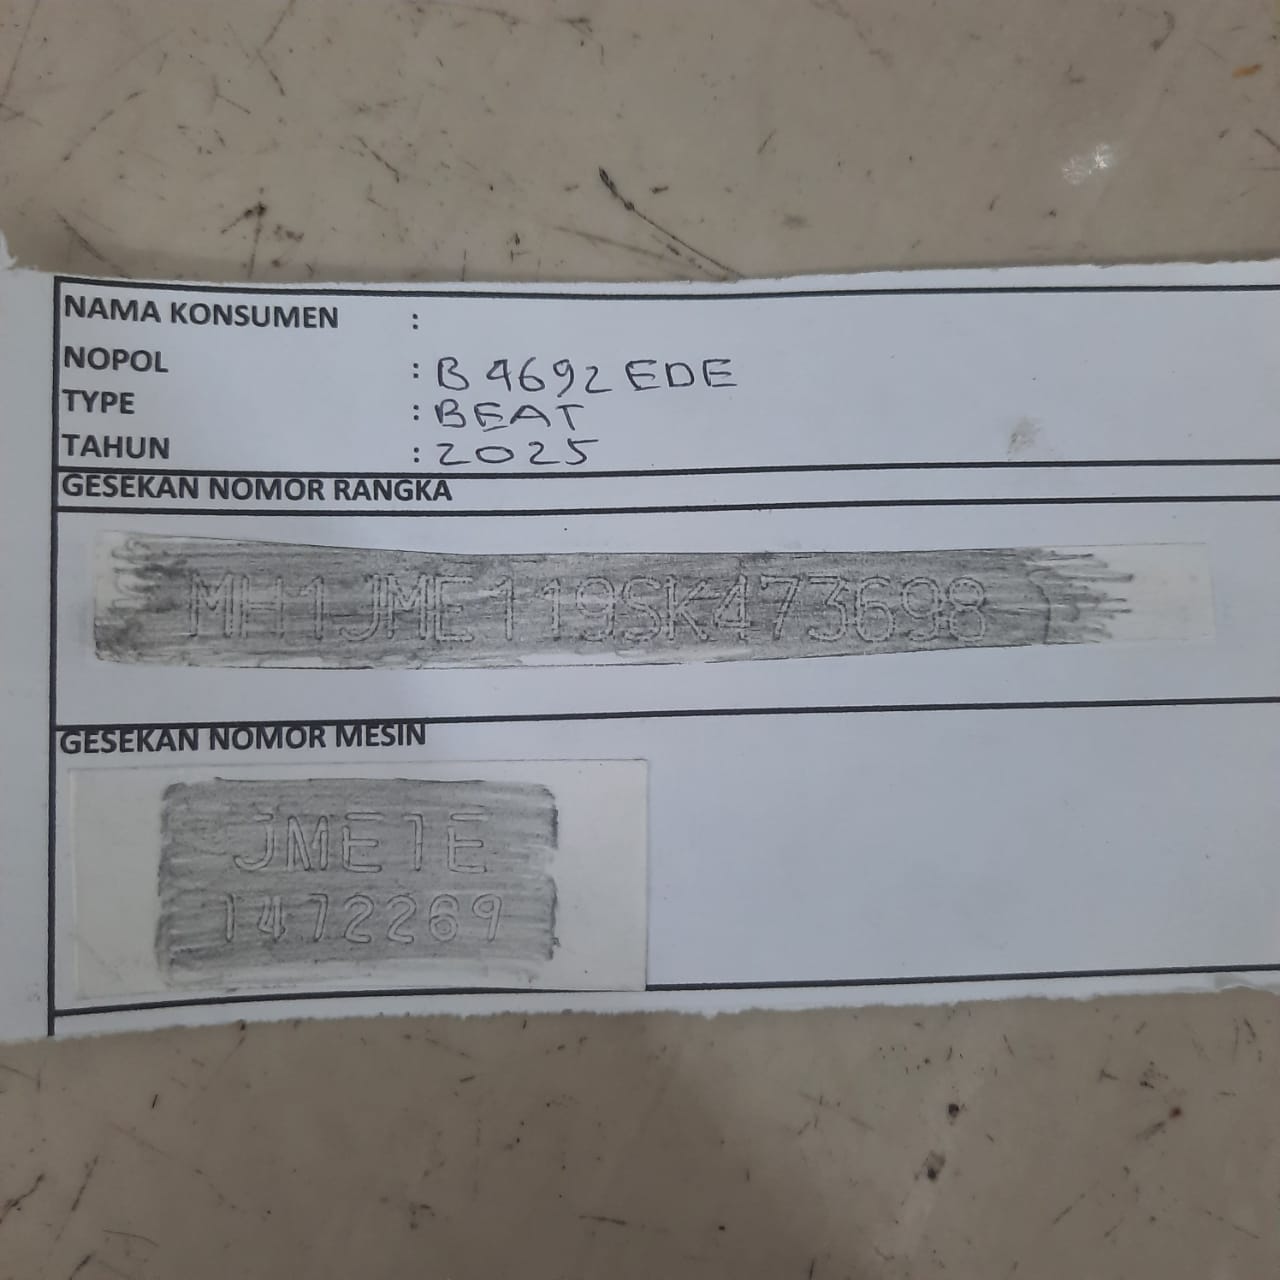 NAMA KONSUMEN :
NOPOL : B 4692 EDE
TYPE : BEAT
TAHUN : 2025
GESEKAN NOMOR RANGKA
MH1JME119SK473698
GESEKAN NOMOR MESIN
JME1E
1472269